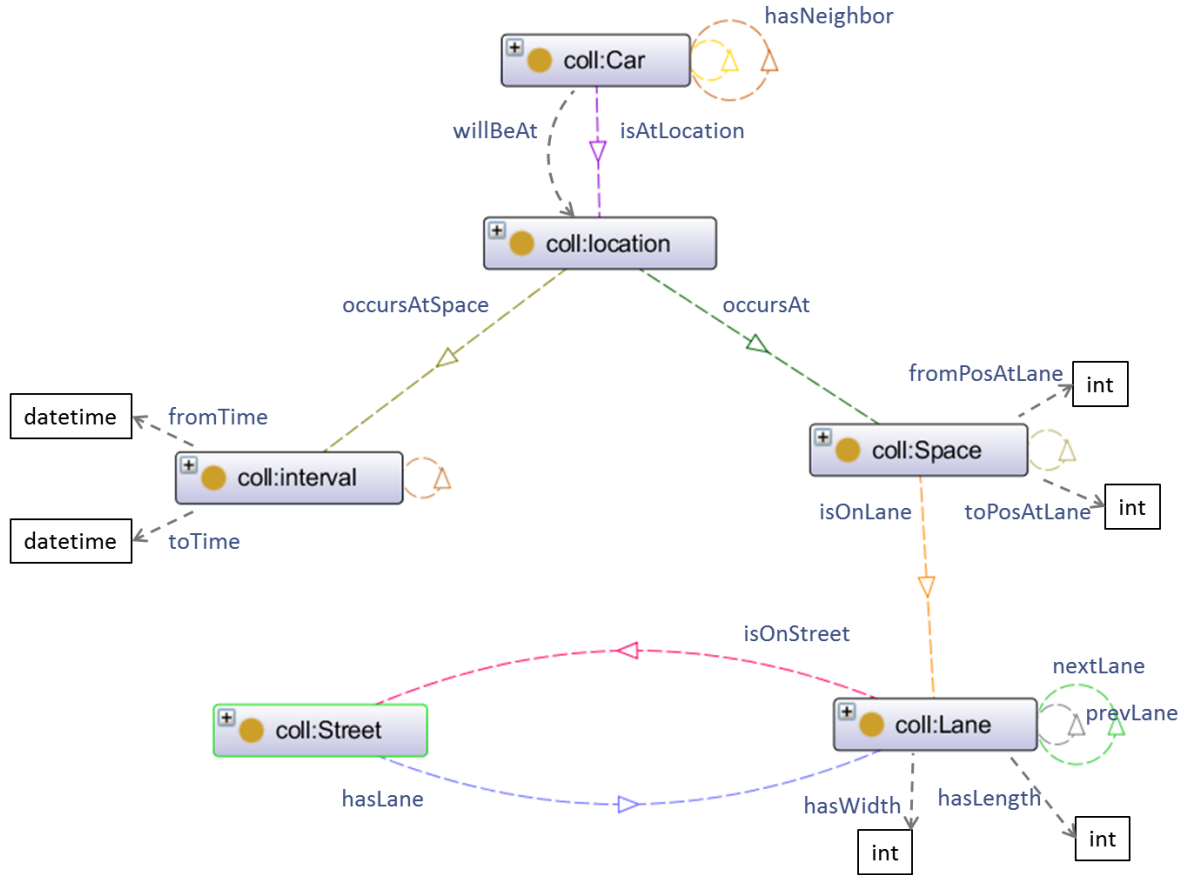 hasNeighbor
coll:Car
willBeAt
isAtLocation
coll:location
occursAtSpace
occursAt
fromPosAtLane
int
datetime
fromTime
coll:Space
coll:interval
isOnLane
toPosAtLane
int
datetime
toTime
isOnStreet
nextLane
prevLane
coll:Street
coll:Lane
hasLane
hasWidth
hasLength
int
int